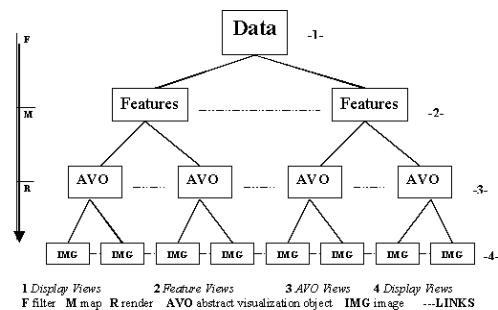 F
Data
-1-
M
Features
Features
-2-
R
AVO
AVO
AVO
AVO
-3-
IMG IMG IMG IMG IMG IMG IMG IMG
-4-
1 Display Views 2 Feature Views 3 AVO Views 4 Display Views
F filter M map R render AVO abstract visualization object IMG image ---LINKS